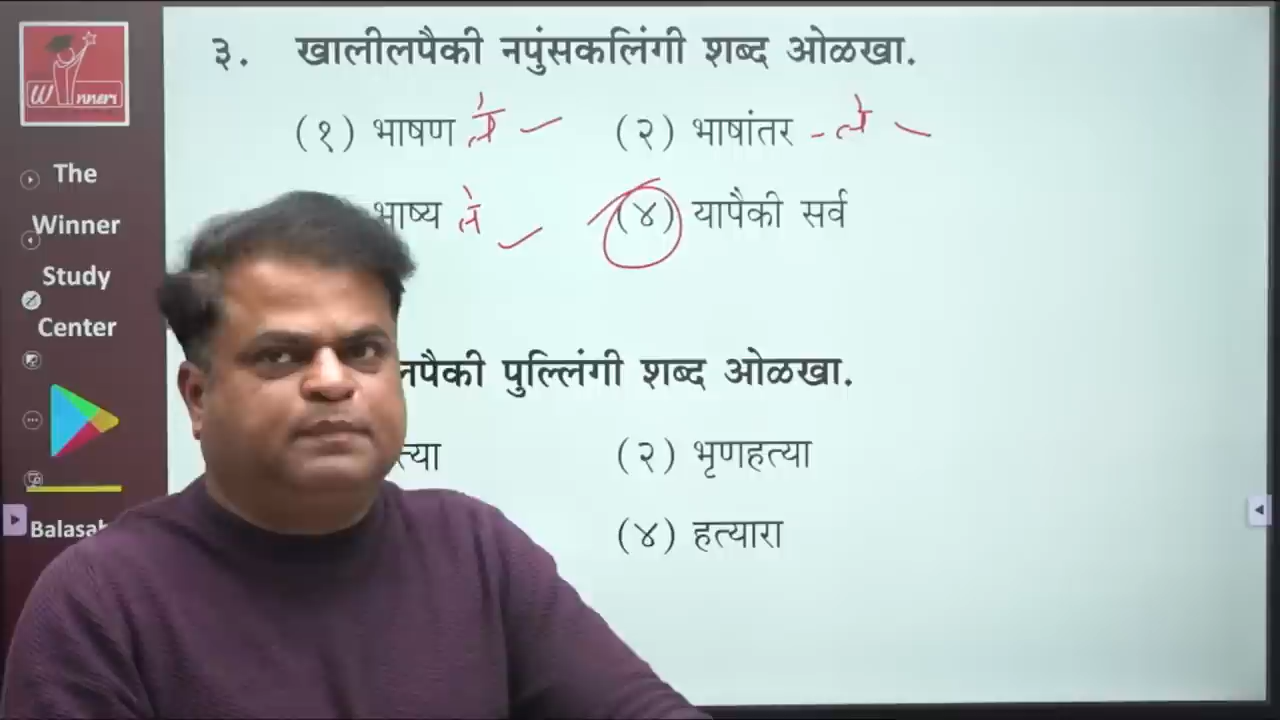 Winners
The
Winner
Study
Center
३. खालीलपैकी नपुंसकलिंगी शब्द ओळखा.
(१) भाषण ते (२) भाषांतर - ते
भाष्य ते (४) यापैकी सर्व
पुल्लिंगी शब्द ओळखा.
(२) भृणहत्या
(४) हत्यारा